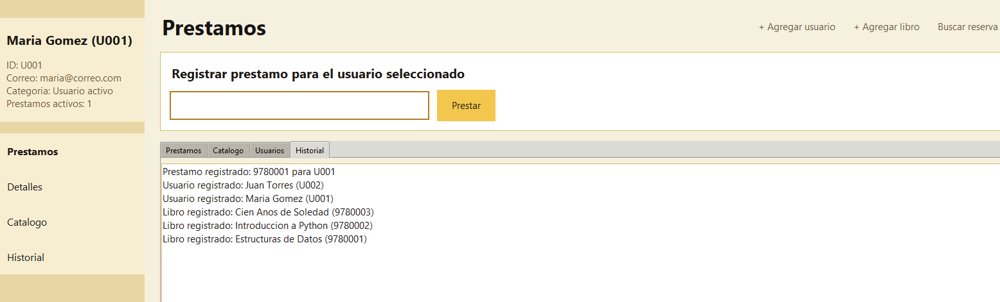 Maria Gomez (U001)
ID: U001
Correo: maria@correo.com
Categoria: Usuario activo
Prestamos activos: 1
Prestamos
Detalles
Catalogo
Historial
Prestamos
+ Agregar usuario
+ Agregar libro
Buscar reserva
Registrar prestamo para el usuario seleccionado
Prestar
Prestamos
Catalogo
Usuarios
Historial
Prestamo registrado: 9780001 para U001
Usuario registrado: Juan Torres (U002)
Usuario registrado: Maria Gomez (U001)
Libro registrado: Cien Anos de Soledad (9780003)
Libro registrado: Introduccion a Python (9780002)
Libro registrado: Estructuras de Datos (9780001)